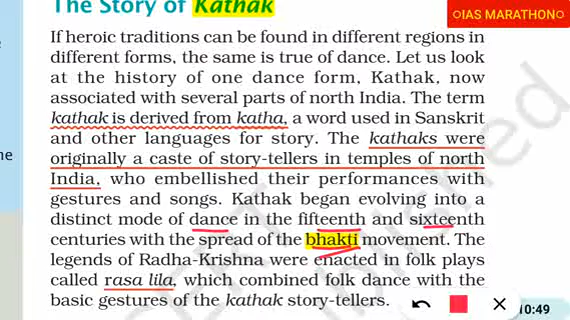 The Story of Kathak
○IAS MARATHON○
If heroic traditions can be found in different regions in
different forms, the same is true of dance. Let us look
at the history of one dance form, Kathak, now
associated with several parts of north India. The term
kathak is derived from katha, a word used in Sanskrit
and other languages for story. The kathaks were
originally a caste of story-tellers in temples of north
India, who embellished their performances with
gestures and songs. Kathak began evolving into a
distinct mode of dance in the fifteenth and sixteenth
centuries with the spread of the bhakti movement. The
legends of Radha-Krishna were enacted in folk plays
called rasa lila, which combined folk dance with the
basic gestures of the kathak story-tellers.
10:49